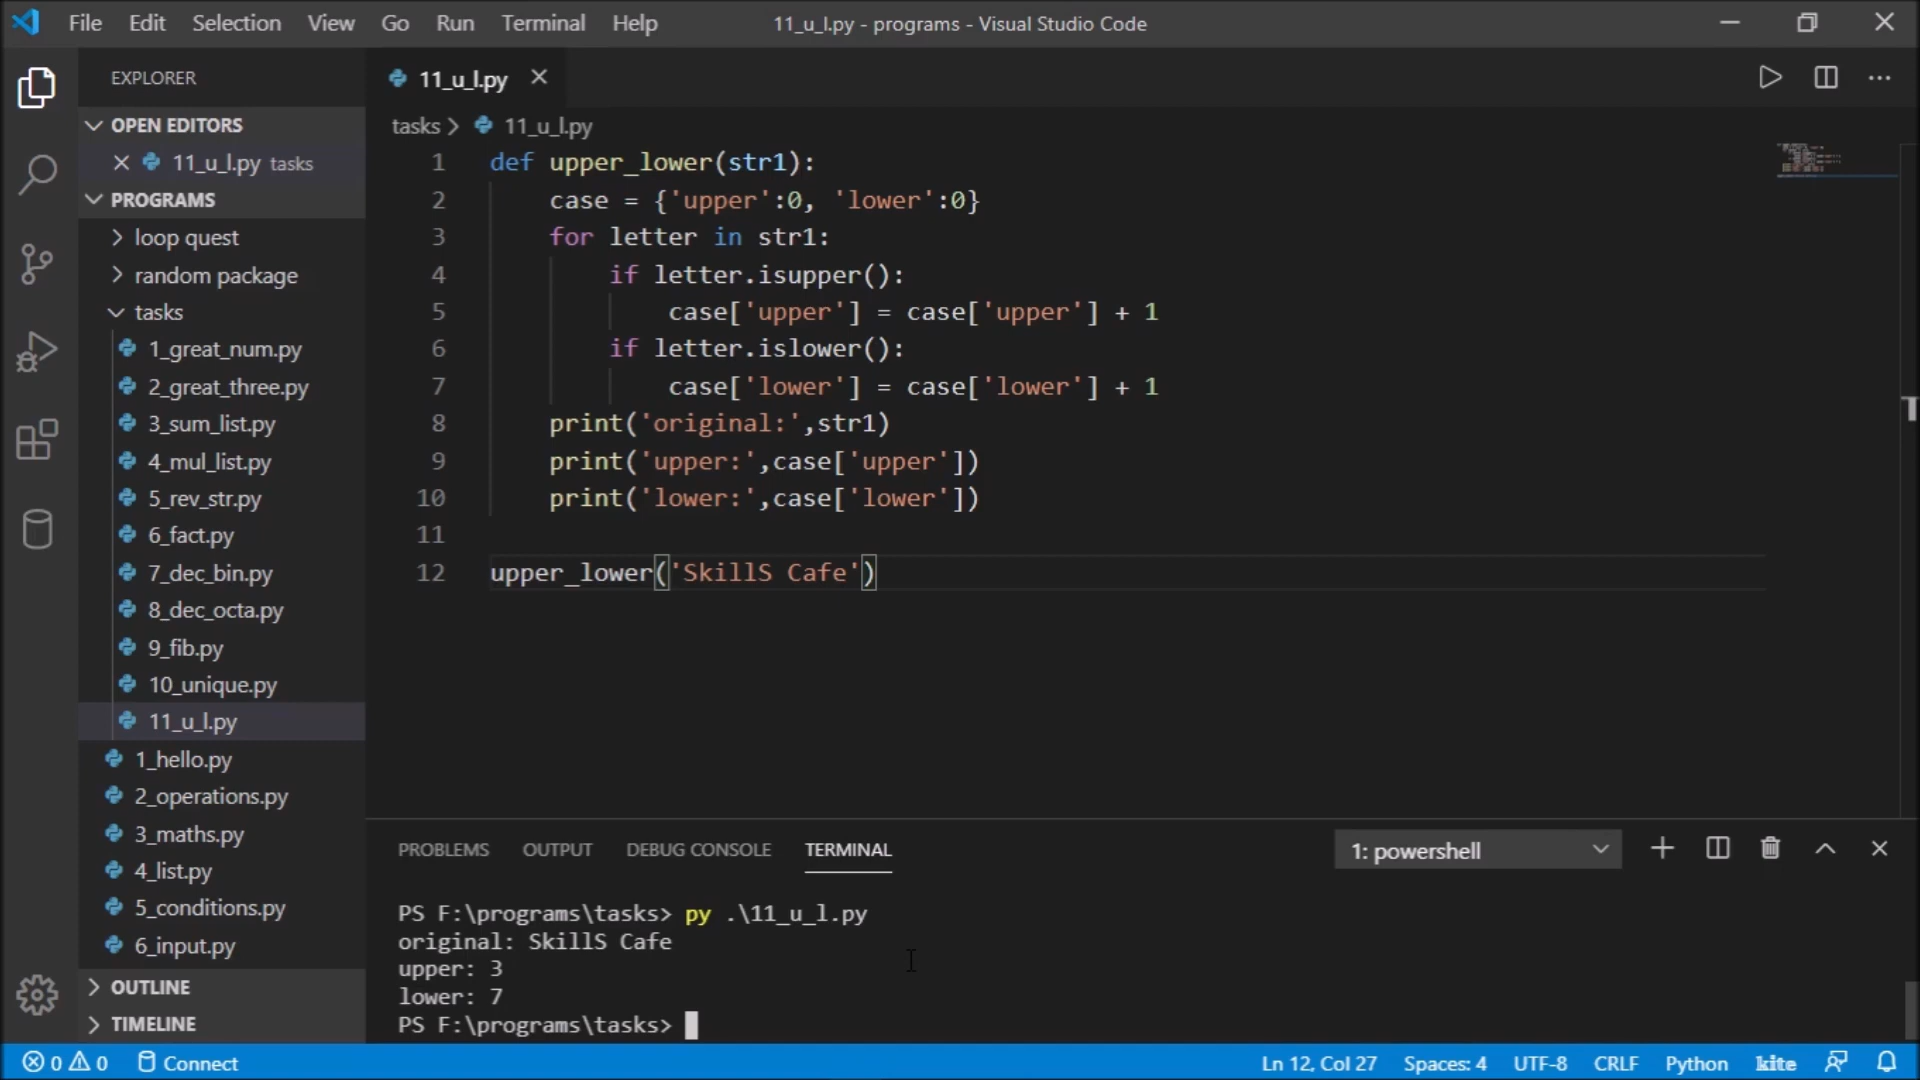 File Edit Selection View Go Run Terminal Help 11_u_l.py - programs - Visual Studio Code
EXPLORER
OPEN EDITORS
11_u_l.py tasks
PROGRAMS
loop quest
random package
tasks
1_great_num.py
2_great_three.py
3_sum_list.py
4_mul_list.py
5_rev_str.py
6_fact.py
7_dec_bin.py
8_dec_octa.py
9_fib.py
10_unique.py
11_u_l.py
1_hello.py
2_operations.py
3_maths.py
4_list.py
5_conditions.py
6_input.py
OUTLINE
TIMELINE
11_u_l.py
tasks > 11_u_l.py
1 def upper_lower(str1):
2 case = {'upper':0, 'lower':0}
3 for letter in str1:
4 if letter.isupper():
5 case['upper'] = case['upper'] + 1
6 if letter.islower():
7 case['lower'] = case['lower'] + 1
8 print('original:',str1)
9 print('upper:',case['upper'])
10 print('lower:',case['lower'])
11
12 upper_lower('SkillS Cafe')
PROBLEMS OUTPUT DEBUG CONSOLE TERMINAL 1: powershell
PS F:\programs\tasks> py .\11_u_l.py
original: SkillS Cafe
upper: 3
lower: 7
PS F:\programs\tasks>
0 0 Connect Ln 12, Col 27 Spaces: 4 UTF-8 CRLF Python kite